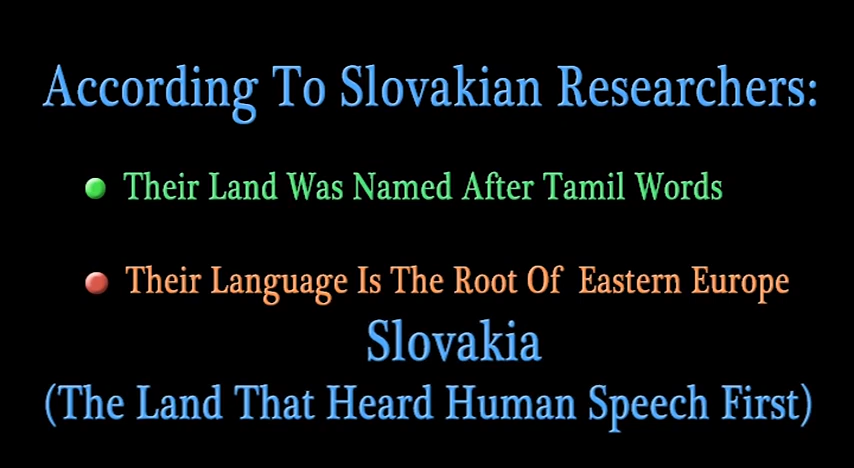 According To Slovakian Researchers:
Their Land Was Named After Tamil Words
Their Language Is The Root Of Eastern Europe
Slovakia
(The Land That Heard Human Speech First)